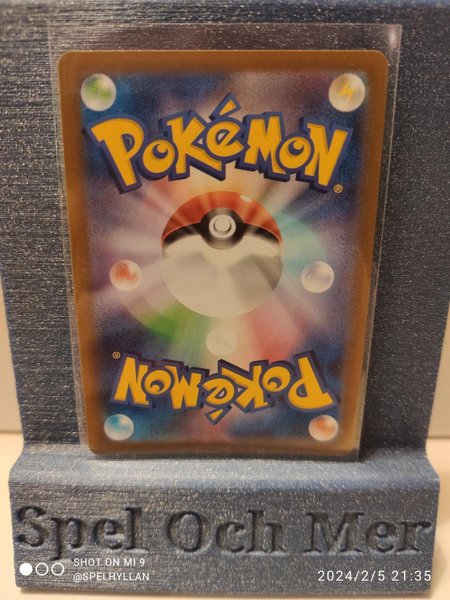 POKéMON®
POKéMON®
Spel Och Mer
SHOT ON MI 9
@SPELHYLLAN
2024/2/5 21:35